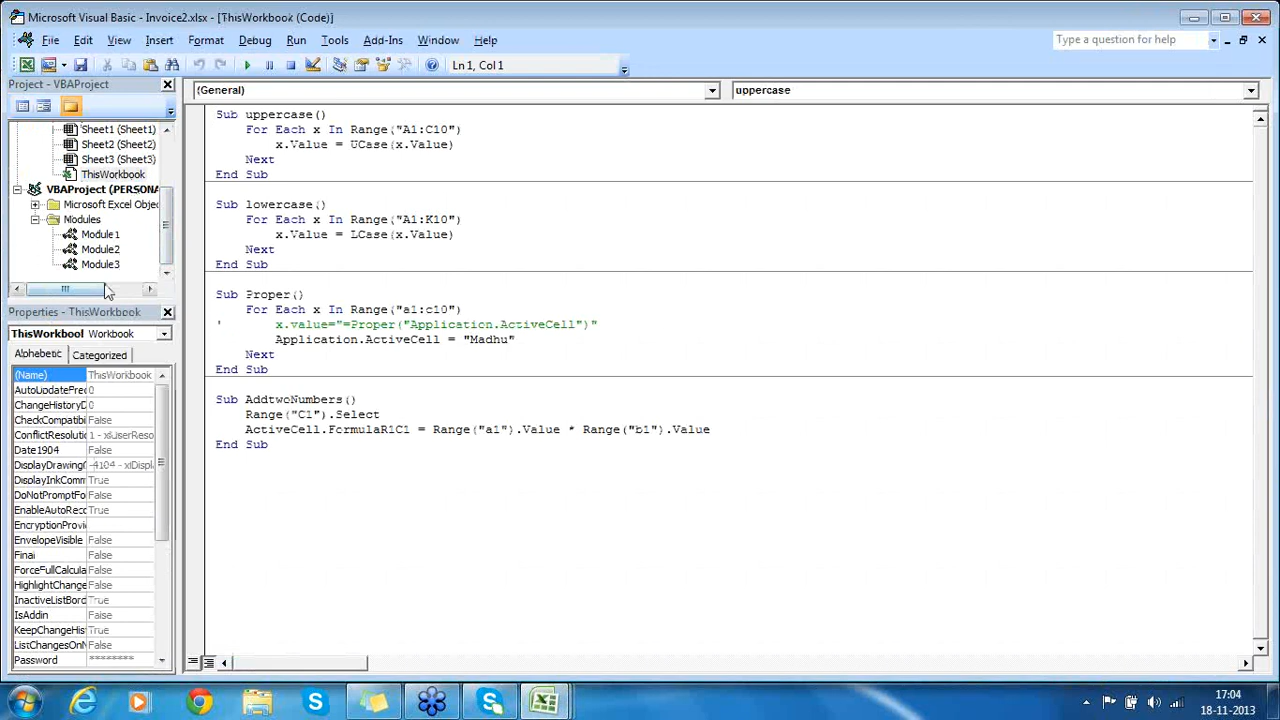 Microsoft Visual Basic - Invoice2.xlsx - [ThisWorkbook (Code)]
File Edit View Insert Format Debug Run Tools Add-Ins Window Help
Type a question for help
Ln 1, Col 1
Project - VBAProject
(General)
uppercase
Sheet1 (Sheet1)
Sheet2 (Sheet2)
Sheet3 (Sheet3)
ThisWorkbook
VBAProject (PERSONA
Microsoft Excel Objec
Modules
Module1
Module2
Module3
Properties - ThisWorkbook
ThisWorkbool Workbook
Alphabetic Categorized
(Name) ThisWorkbook
AutoUpdateFrec 0
ChangeHistoryD 0
CheckCompatibi False
ConflictResoluti 1 - xlUserReso
Date1904 False
DisplayDrawingO -4104 - xlDispl
DisplayInkComm True
DoNotPromptFo False
EnableAutoReco True
EncryptionProvi
EnvelopeVisible False
Final False
ForceFullCalcula False
HighlightChange False
InactiveListBord True
IsAddin False
KeepChangeHis True
ListChangesOnN False
Password ********
Sub uppercase()
For Each x In Range("A1:C10")
x.Value = UCase(x.Value)
Next
End Sub
Sub lowercase()
For Each x In Range("A1:K10")
x.Value = LCase(x.Value)
Next
End Sub
Sub Proper()
For Each x In Range("a1:c10")
' x.value="=Proper("Application.ActiveCell")"
Application.ActiveCell = "Madhu"
Next
End Sub
Sub AddtwoNumbers()
Range("C1").Select
ActiveCell.FormulaR1C1 = Range("a1").Value * Range("b1").Value
End Sub
17:04
18-11-2013